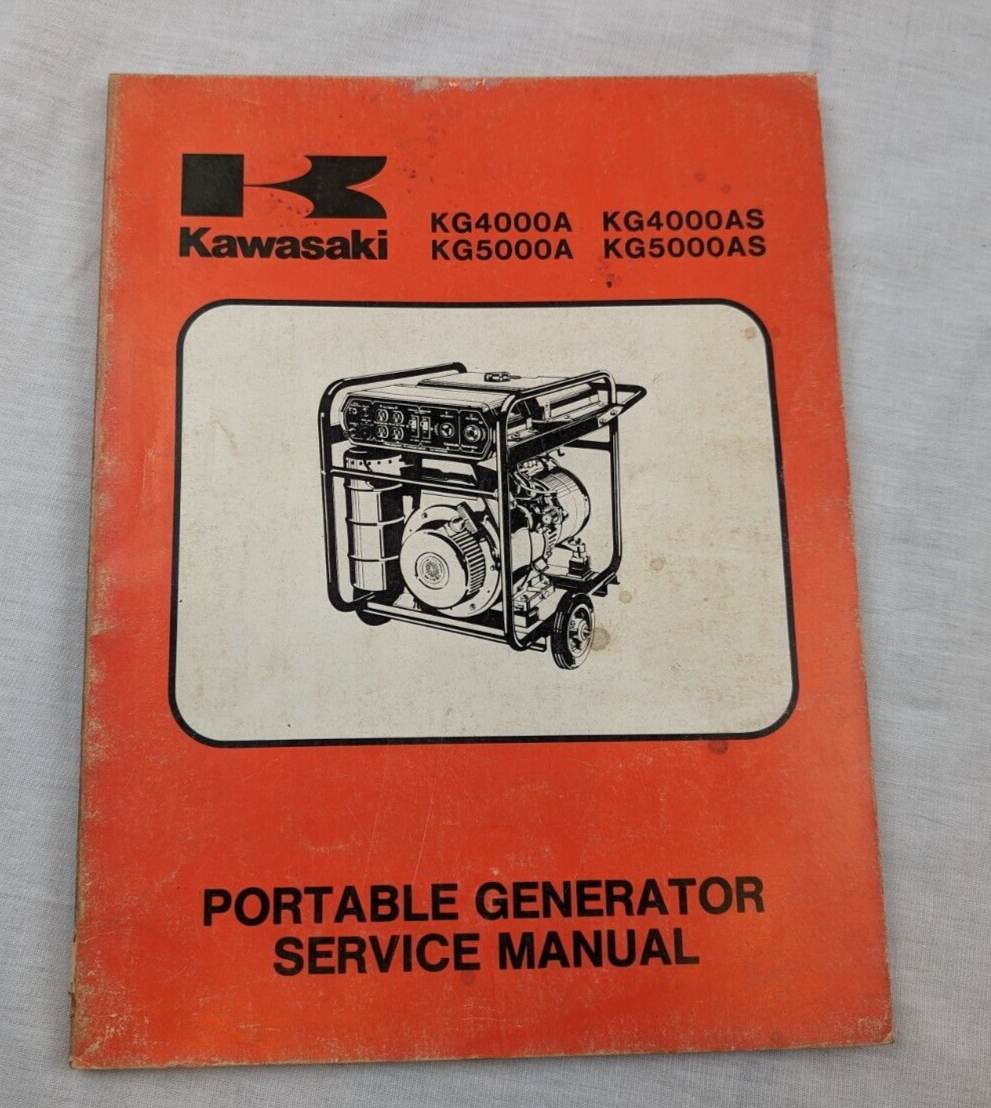 Kawasaki
KG4000A KG4000AS
KG5000A KG5000AS
PORTABLE GENERATOR
SERVICE MANUAL